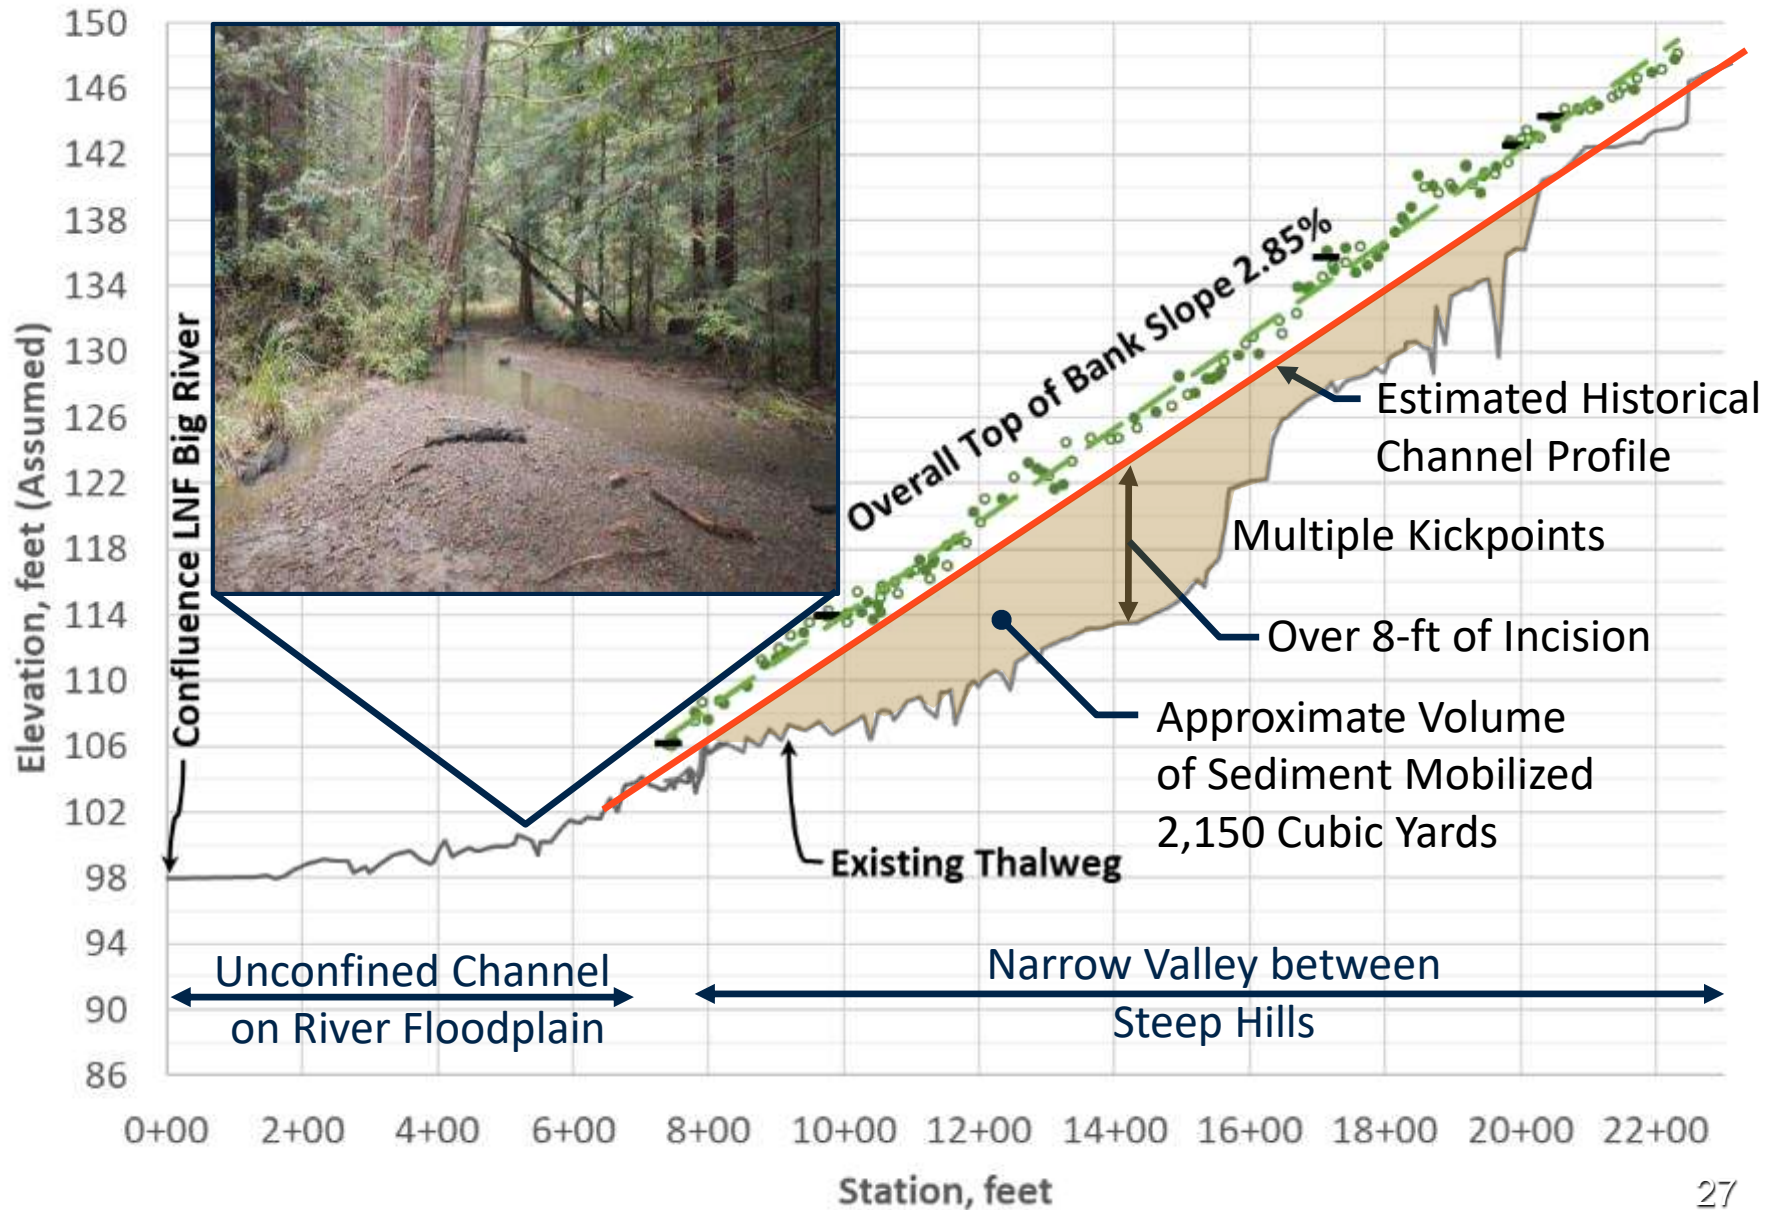 150
146
142
138
134
130
126
122
118
114
110
106
102
98
94
90
86
Elevation, feet (Assumed)
Confluence LNF Big River
Overall Top of Bank Slope 2.85%
Estimated Historical
Channel Profile
Multiple Kickpoints
Over 8-ft of Incision
Approximate Volume
of Sediment Mobilized
2,150 Cubic Yards
Existing Thalweg
Unconfined Channel
on River Floodplain
Narrow Valley between
Steep Hills
0+00 2+00 4+00 6+00 8+00 10+00 12+00 14+00 16+00 18+00 20+00 22+00
Station, feet
27